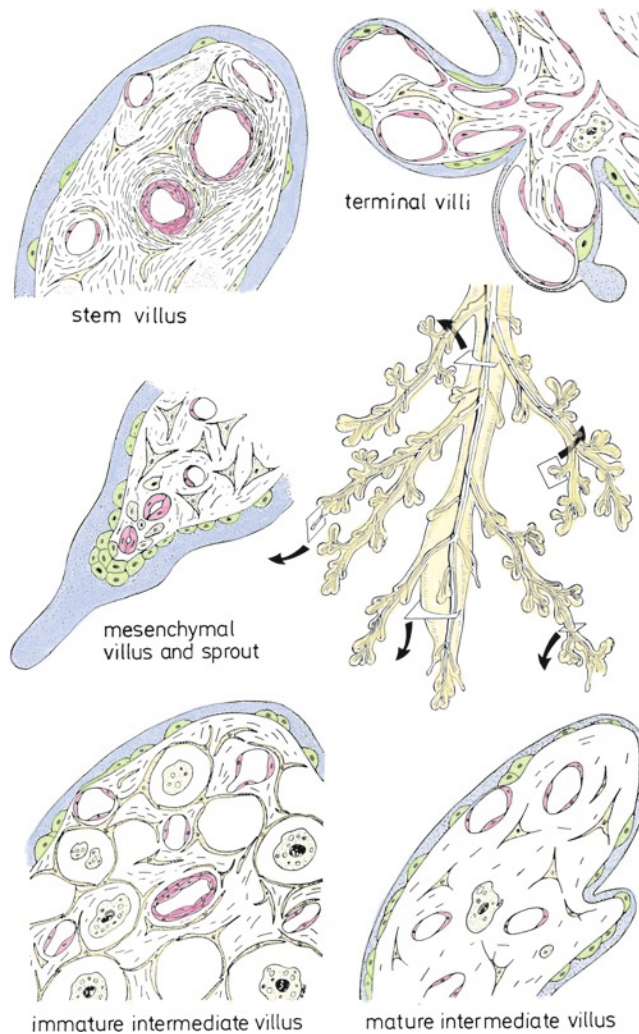 stem villus
terminal villi
mesenchymal
villus and sprout
immature intermediate villus
mature intermediate villus